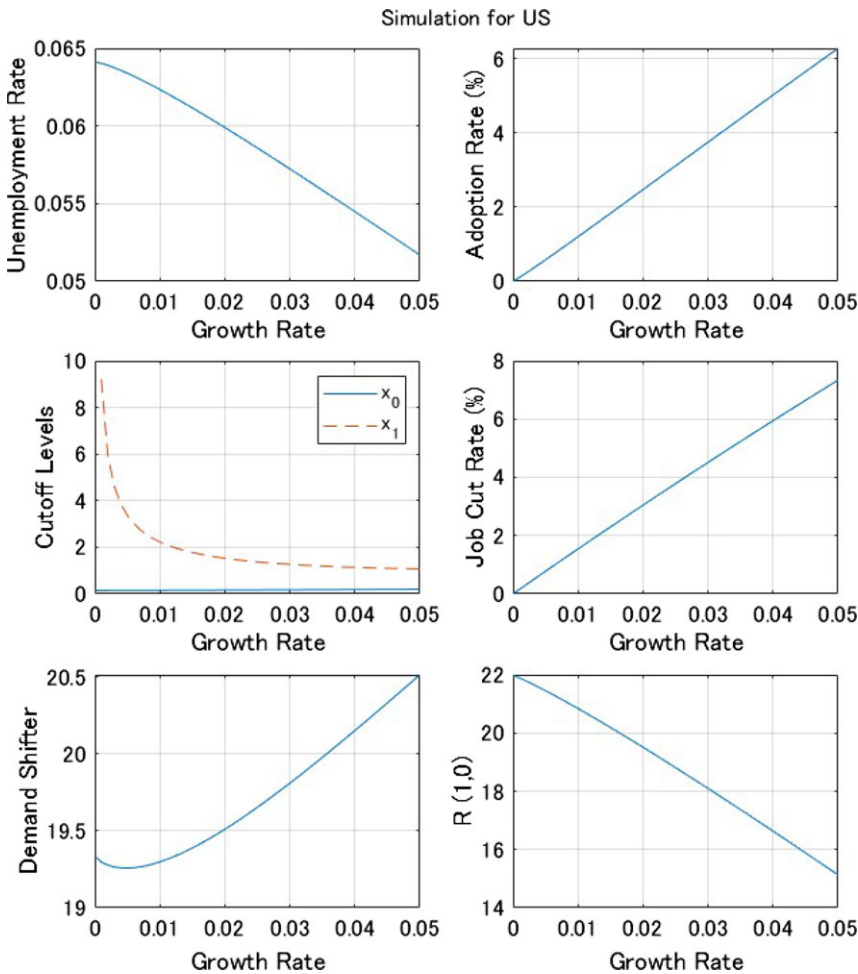 Simulation for US
Unemployment Rate
0.065
0.06
0.055
0.05
0 0.01 0.02 0.03 0.04 0.05
Growth Rate
Adoption Rate (%)
6
4
2
0
0 0.01 0.02 0.03 0.04 0.05
Growth Rate
Cutoff Levels
10
8
6
4
2
0
x0
x1
0 0.01 0.02 0.03 0.04 0.05
Growth Rate
Job Cut Rate (%)
8
6
4
2
0
0 0.01 0.02 0.03 0.04 0.05
Growth Rate
Demand Shifter
20.5
20
19.5
19
0 0.01 0.02 0.03 0.04 0.05
Growth Rate
R (1,0)
22
20
18
16
14
0 0.01 0.02 0.03 0.04 0.05
Growth Rate